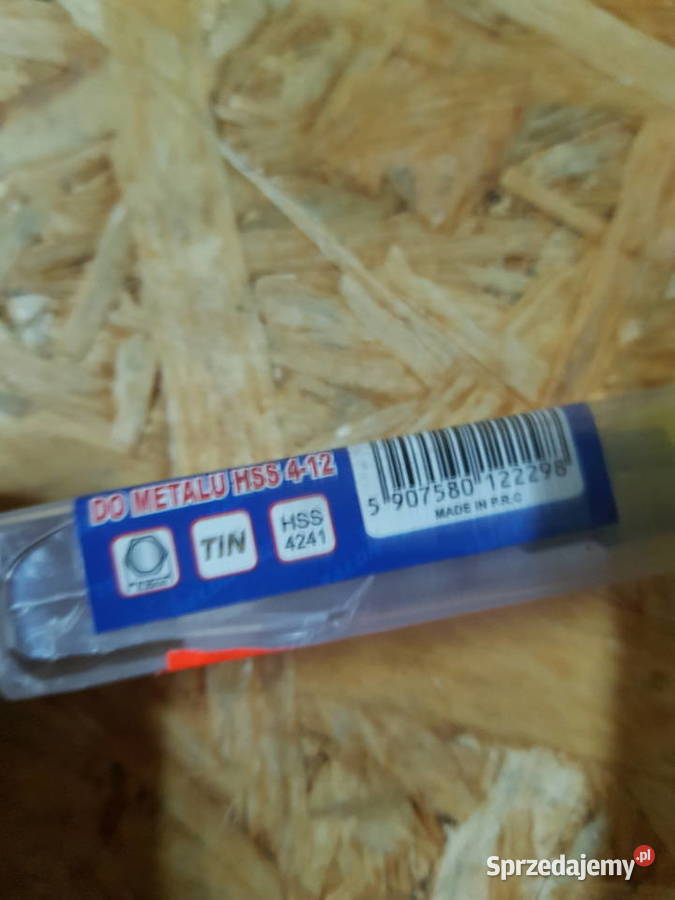 DO METALU HSS 4-12
TIN
HSS
4241
5 907580 122298
MADE IN P.R.C
Sprzedajemy.pl